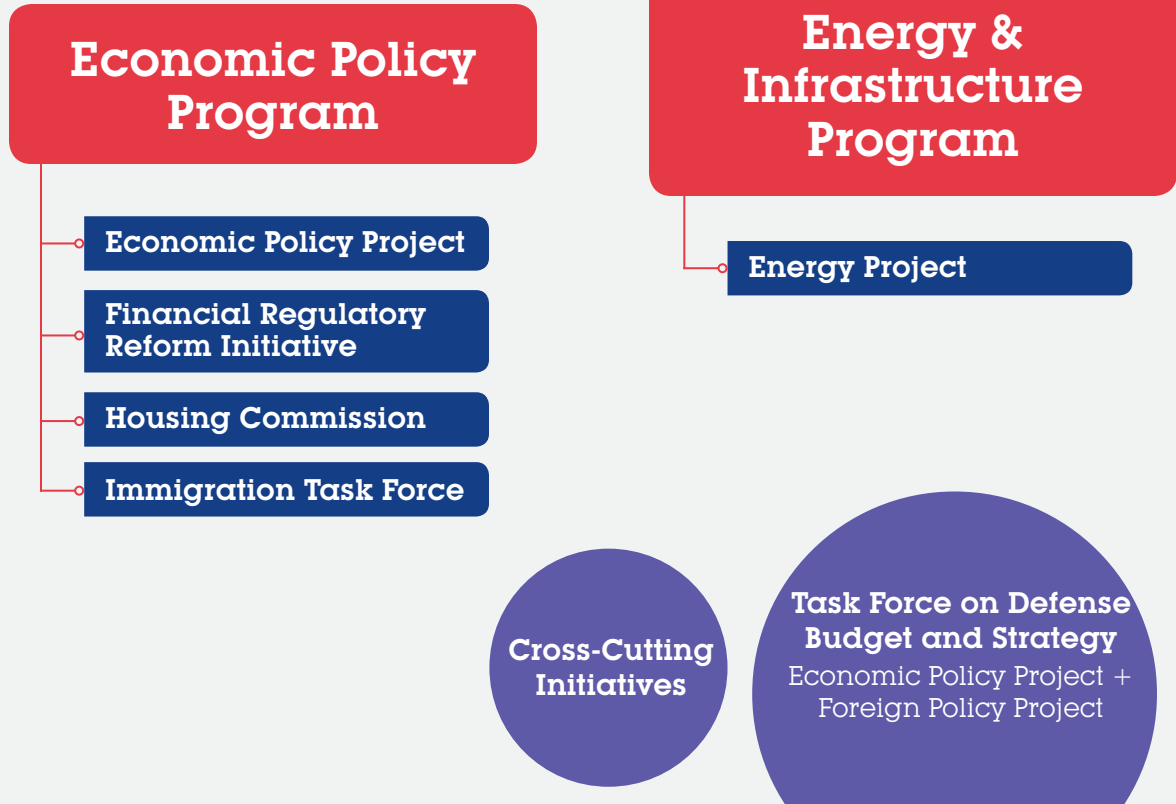 Economic Policy
Program
Economic Policy Project
Financial Regulatory
Reform Initiative
Housing Commission
Immigration Task Force
Energy &
Infrastructure
Program
Energy Project
Cross-Cutting
Initiatives
Task Force on Defense
Budget and Strategy
Economic Policy Project +
Foreign Policy Project